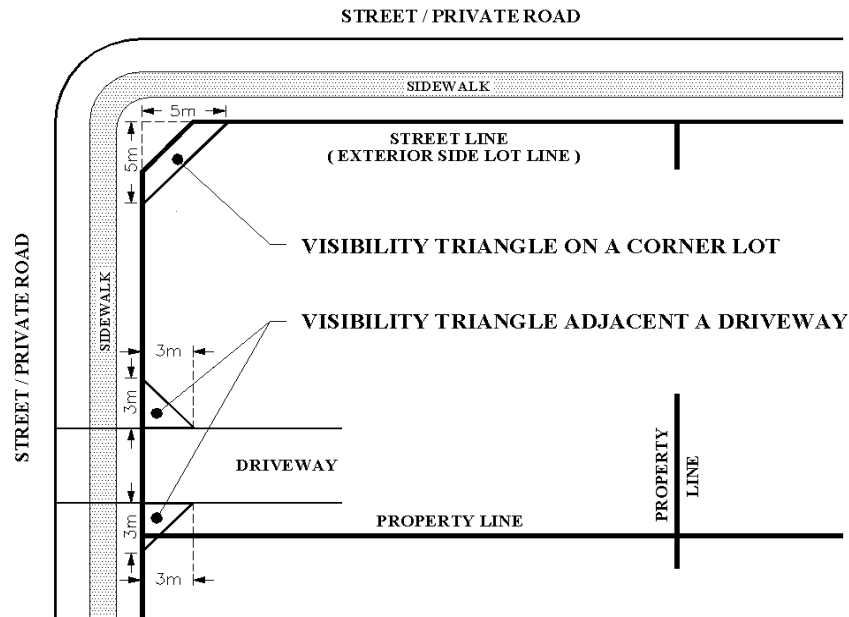 STREET / PRIVATE ROAD
SIDEWALK
5m
STREET LINE
( EXTERIOR SIDE LOT LINE )
5m
VISIBILITY TRIANGLE ON A CORNER LOT
STREET / PRIVATE ROAD
SIDEWALK
VISIBILITY TRIANGLE ADJACENT A DRIVEWAY
3m
3m
DRIVEWAY
PROPERTY
LINE
PROPERTY LINE
3m
3m